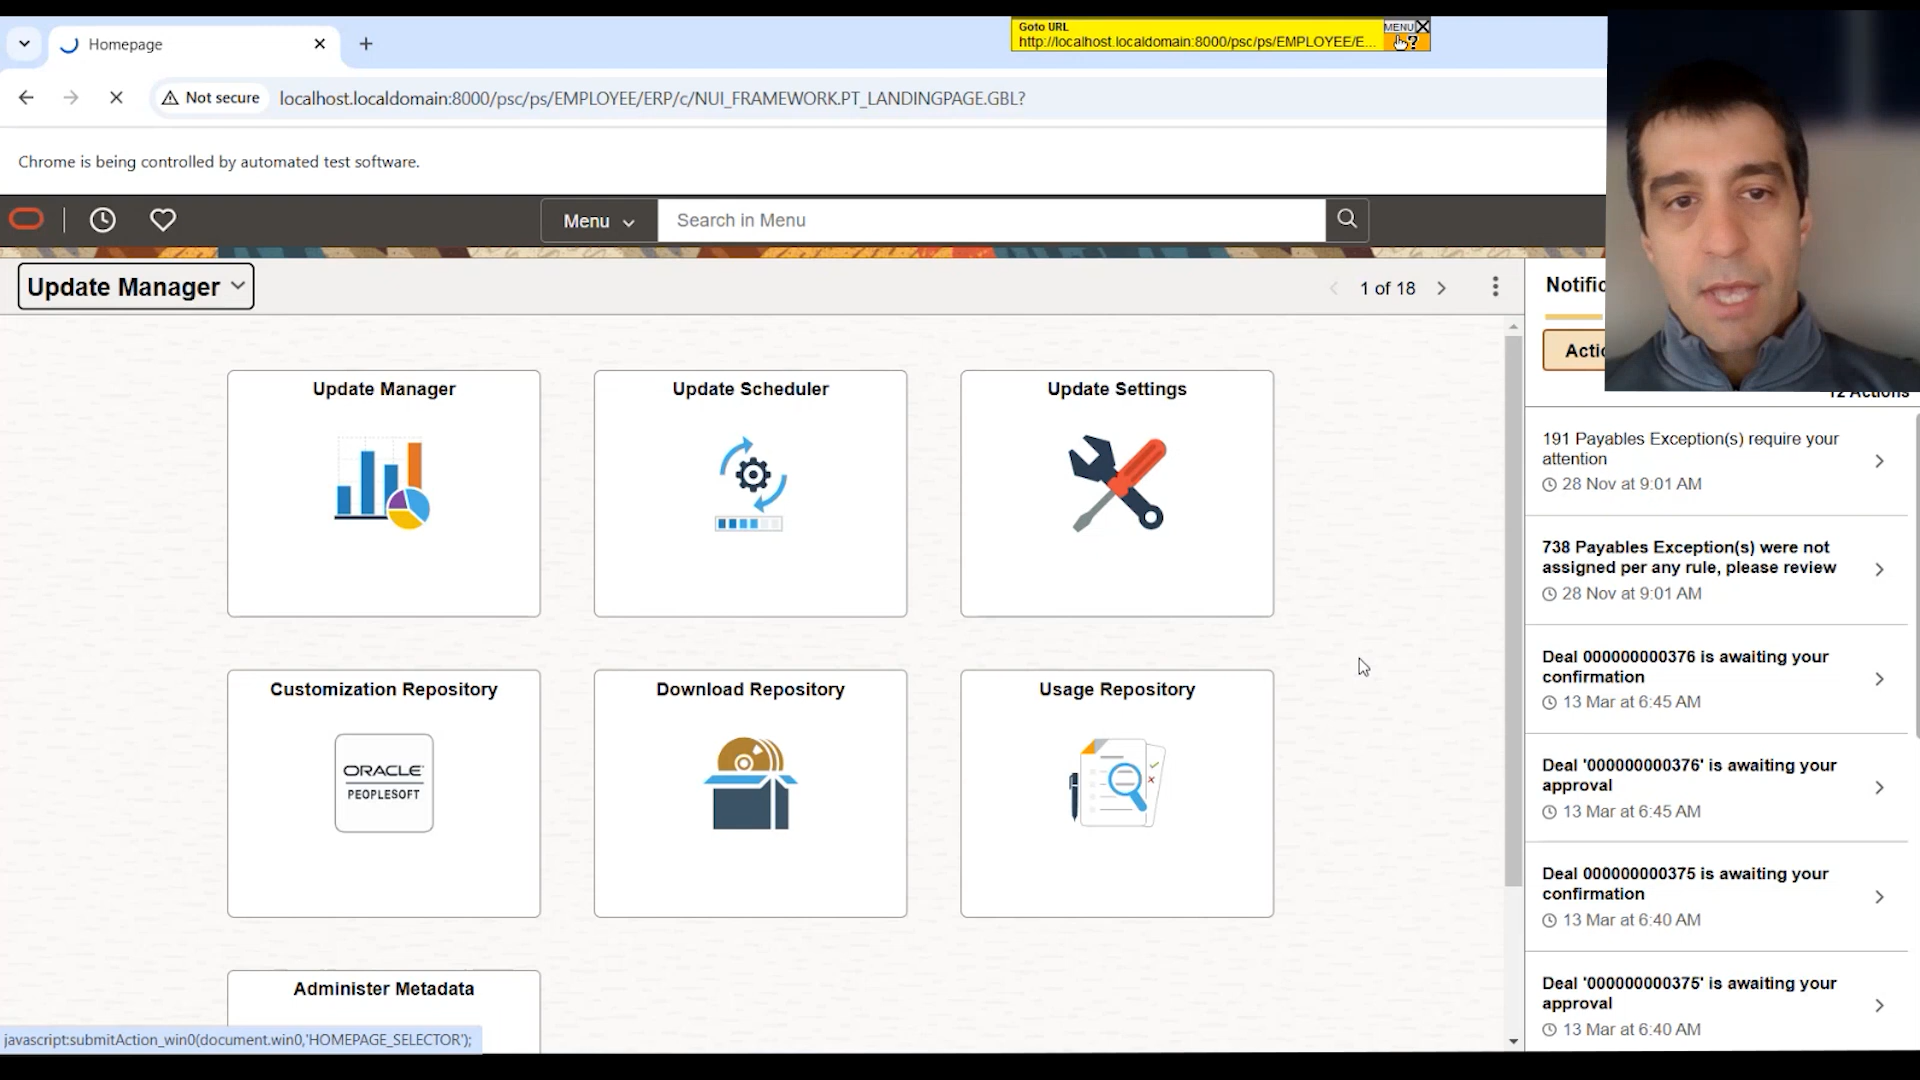 Homepage
Goto URL
http://localhost.localdomain:8000/psc/ps/EMPLOYEE/E...
MENU
?
Not secure
localhost.localdomain:8000/psc/ps/EMPLOYEE/ERP/c/NUI_FRAMEWORK.PT_LANDINGPAGE.GBL?
Chrome is being controlled by automated test software.
Menu
Search in Menu
Update Manager
1 of 18
Notific
Actio
12 Actions
Update Manager
Update Scheduler
Update Settings
Customization Repository
ORACLE
PEOPLESOFT
Download Repository
Usage Repository
Administer Metadata
191 Payables Exception(s) require your
attention
28 Nov at 9:01 AM
738 Payables Exception(s) were not
assigned per any rule, please review
28 Nov at 9:01 AM
Deal 000000000376 is awaiting your
confirmation
13 Mar at 6:45 AM
Deal '000000000376' is awaiting your
approval
13 Mar at 6:45 AM
Deal 000000000375 is awaiting your
confirmation
13 Mar at 6:40 AM
Deal '000000000375' is awaiting your
approval
13 Mar at 6:40 AM
javascript:submitAction_win0(document.win0,'HOMEPAGE_SELECTOR');